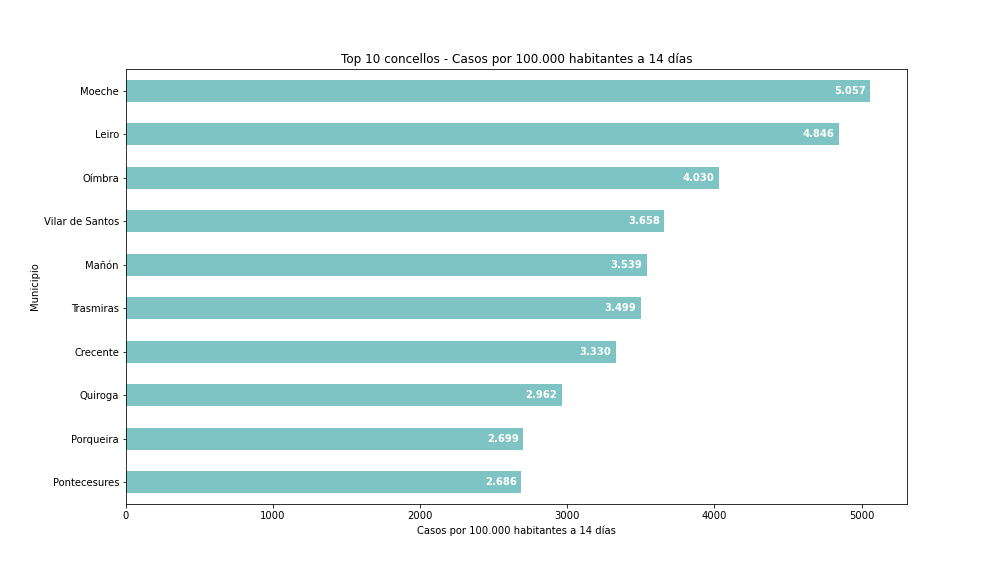 Top 10 concellos - Casos por 100.000 habitantes a 14 días
Municipio
Moeche 5.057
Leiro 4.846
Oímbra 4.030
Vilar de Santos 3.658
Mañón 3.539
Trasmiras 3.499
Crecente 3.330
Quiroga 2.962
Porqueira 2.699
Pontecesures 2.686
0 1000 2000 3000 4000 5000
Casos por 100.000 habitantes a 14 días